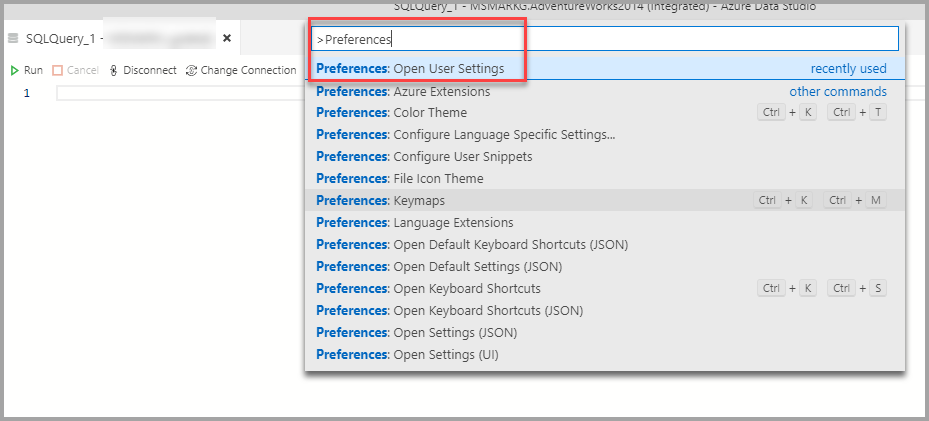 SQLQuery_1 - MSMARKG.AdventureWorks2014 (Integrated) - Azure Data Studio
SQLQuery_1 -
>Preferences
Run Cancel Disconnect Change Connection
1
Preferences: Open User Settings recently used
Preferences: Azure Extensions other commands
Preferences: Color Theme Ctrl + K Ctrl + T
Preferences: Configure Language Specific Settings...
Preferences: Configure User Snippets
Preferences: File Icon Theme
Preferences: Keymaps Ctrl + K Ctrl + M
Preferences: Language Extensions
Preferences: Open Default Keyboard Shortcuts (JSON)
Preferences: Open Default Settings (JSON)
Preferences: Open Keyboard Shortcuts Ctrl + K Ctrl + S
Preferences: Open Keyboard Shortcuts (JSON)
Preferences: Open Settings (JSON)
Preferences: Open Settings (UI)